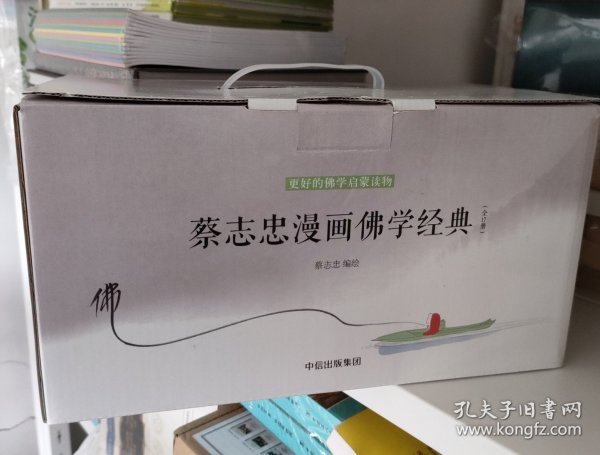 更好的佛学启蒙读物
蔡志忠漫画佛学经典
（全17册）
蔡志忠 编绘
佛
中信出版集团
孔夫子旧書网
www.kongfz.com